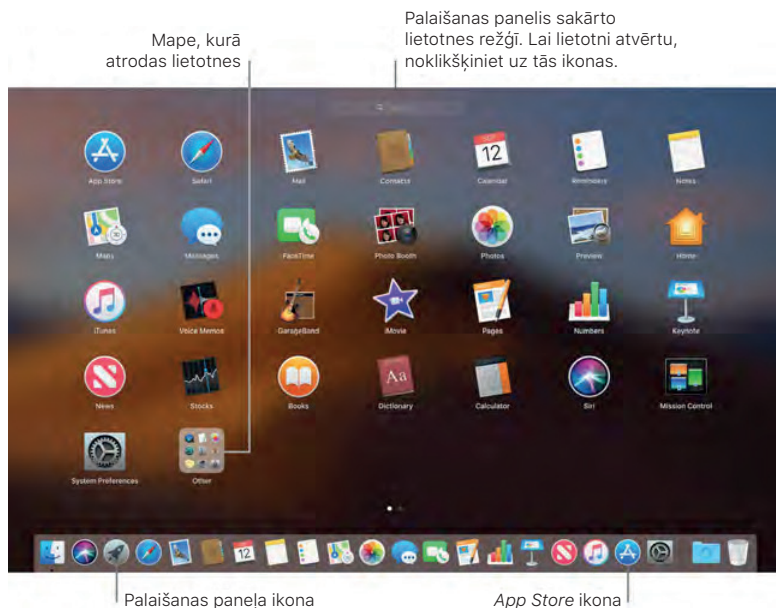 Mape, kurā
atrodas lietotnes
Palaišanas panelis sakārto
lietotnes režģī. Lai lietotni atvērtu,
noklikšķiniet uz tās ikonas.
App Store
Safari
Mail
Contacts
Calendar
Reminders
Notes
12
Maps
Messages
FaceTime
Photo Booth
Photos
Preview
Home
iTunes
Voice Memos
GarageBand
iMovie
Pages
Numbers
Keynote
Aa
News
Stocks
Books
Dictionary
Calculator
Siri
Mission Control
System Preferences
Other
12
Palaišanas paneļa ikona
App Store ikona